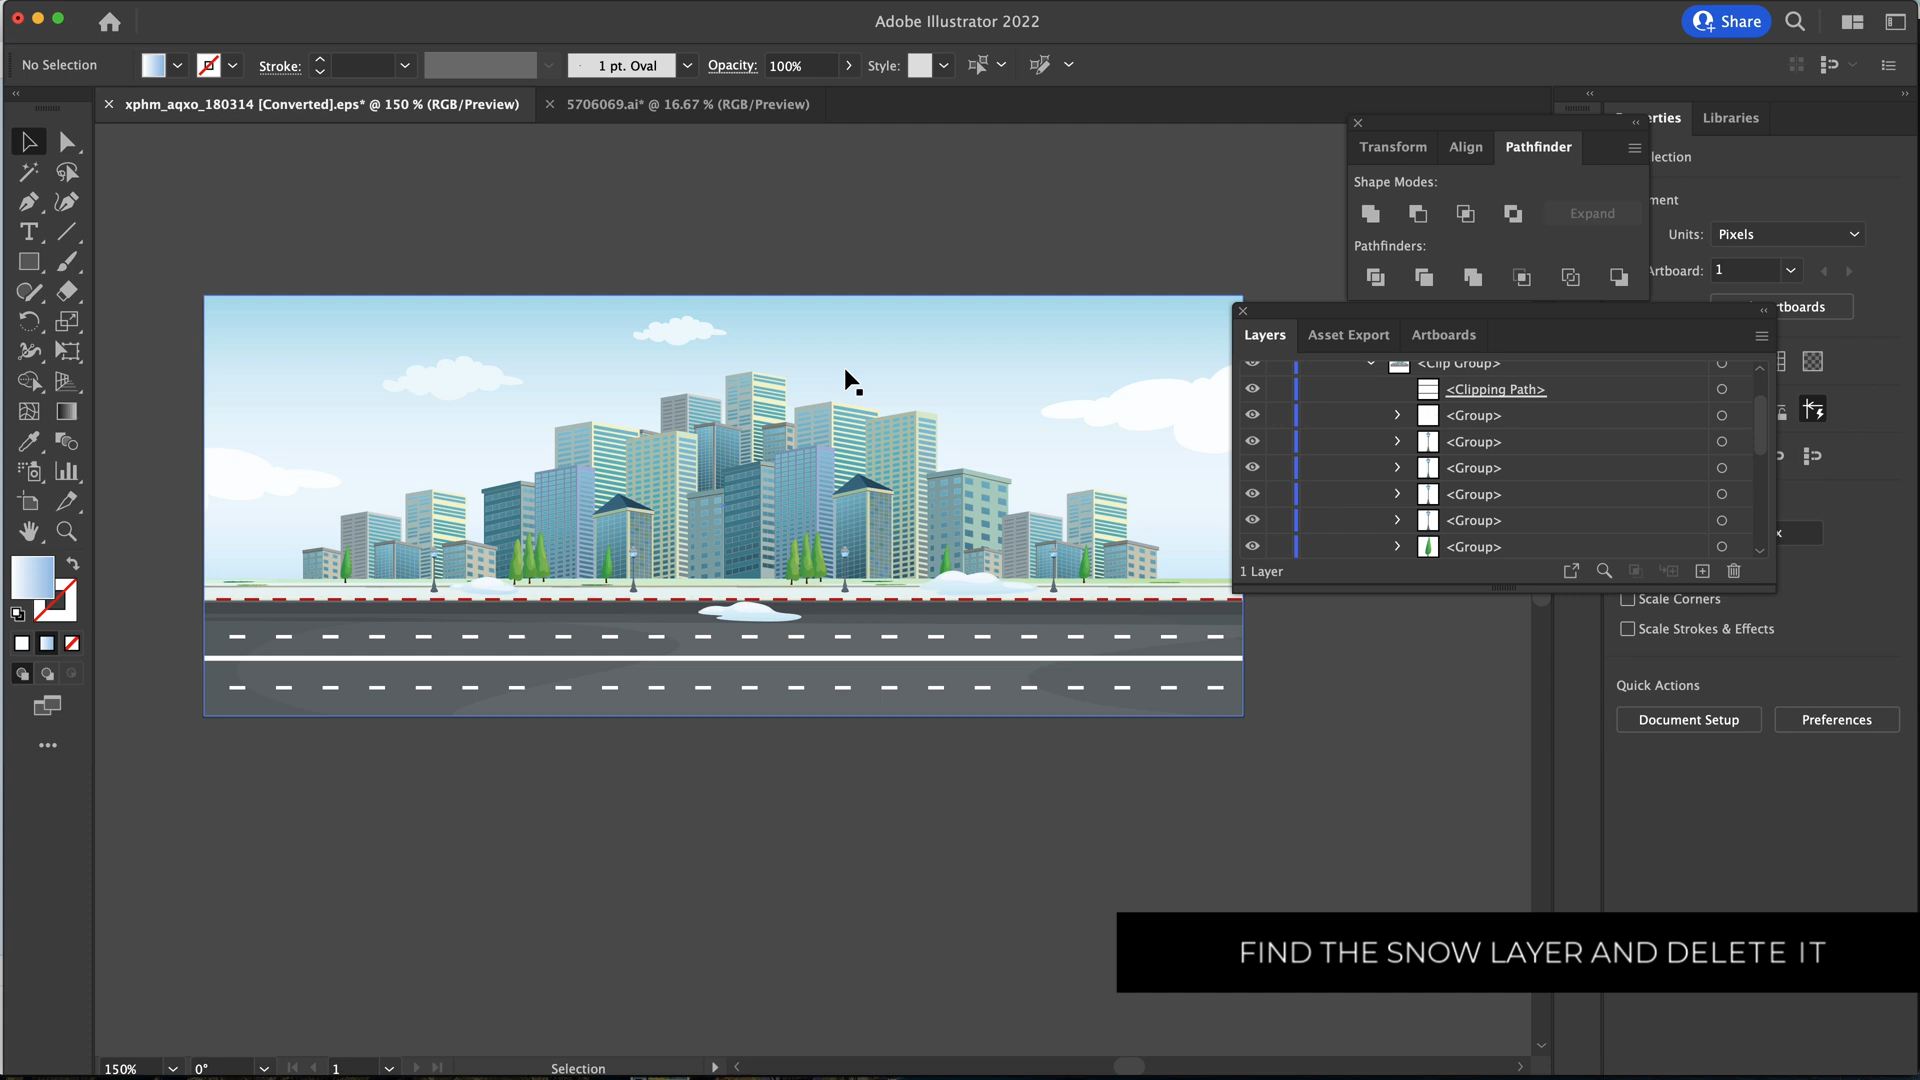 Adobe Illustrator 2022
Share
No Selection
Stroke:
1 pt. Oval
Opacity:
100%
Style:
xphm_aqxo_180314 [Converted].eps* @ 150 % (RGB/Preview)
5706069.ai* @ 16.67 % (RGB/Preview)
erties
Libraries
Transform
Align
Pathfinder
lection
Shape Modes:
ment
Expand
Units:
Pixels
Pathfinders:
rtboard:
1
tboards
Layers
Asset Export
Artboards
<Clip Group>
<Clipping Path>
<Group>
<Group>
<Group>
<Group>
<Group>
<Group>
x
1 Layer
Scale Corners
Scale Strokes & Effects
Quick Actions
Document Setup
Preferences
FIND THE SNOW LAYER AND DELETE IT
150%
0°
1
Selection